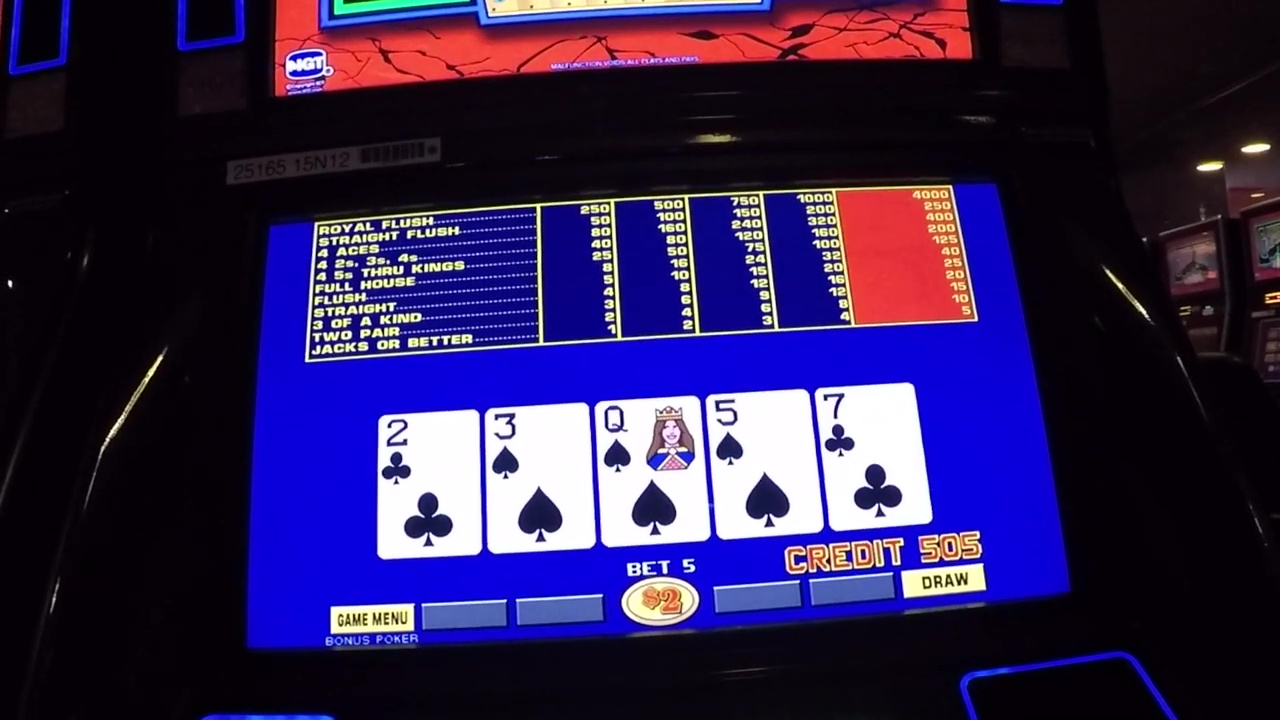 IGT
MALFUNCTION VOIDS ALL PLAYS AND PAYS
25165 15N12
ROYAL FLUSH 250 500 750 1000 4000
STRAIGHT FLUSH 50 100 150 200 250
4 ACES 80 160 240 320 400
4 2s, 3s, 4s 40 80 120 160 200
4 5s THRU KINGS 25 50 75 100 125
FULL HOUSE 8 16 24 32 40
FLUSH 5 10 15 20 25
STRAIGHT 4 8 12 16 20
3 OF A KIND 3 6 9 12 15
TWO PAIR 2 4 6 8 10
JACKS OR BETTER 1 2 3 4 5
2 3 Q 5 7
BET 5
CREDIT 505
$2
DRAW
GAME MENU
BONUS POKER